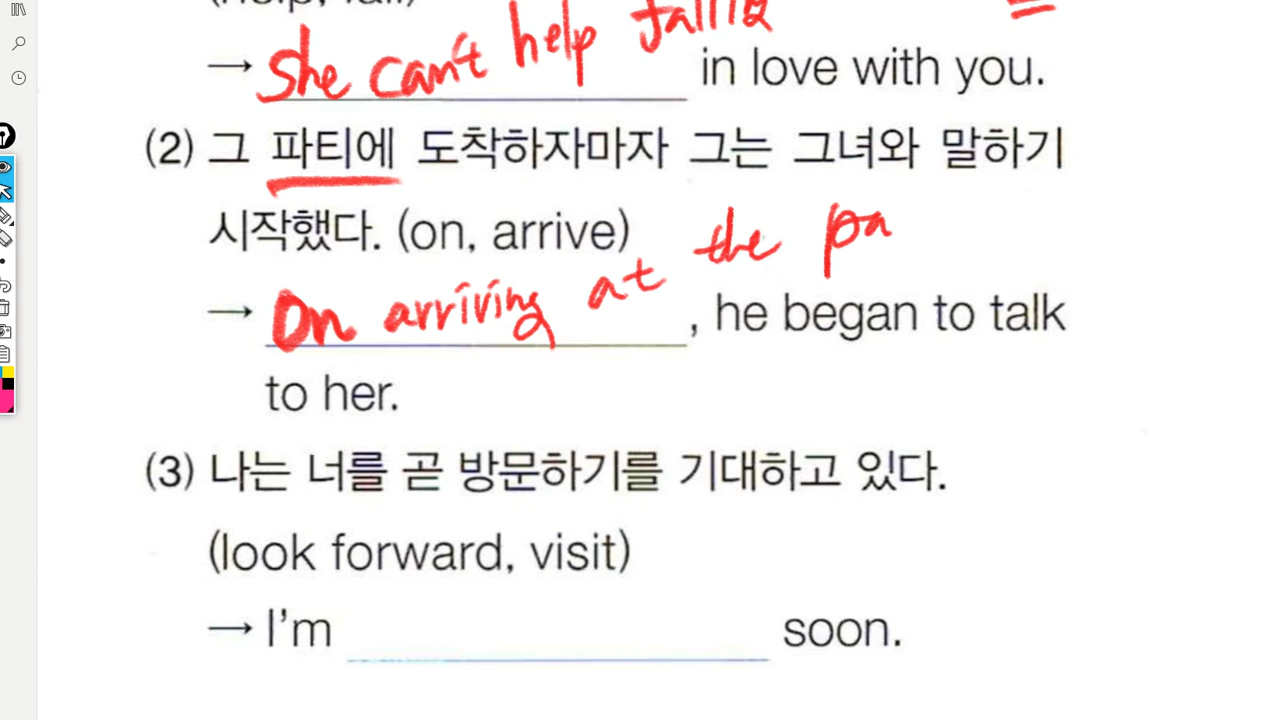 (help, fall)
→ She can't help falling in love with you.
(2) 그 파티에 도착하자마자 그는 그녀와 말하기
시작했다. (on, arrive)
→ On arriving at the pa , he began to talk
to her.
(3) 나는 너를 곧 방문하기를 기대하고 있다.
(look forward, visit)
→ I'm soon.